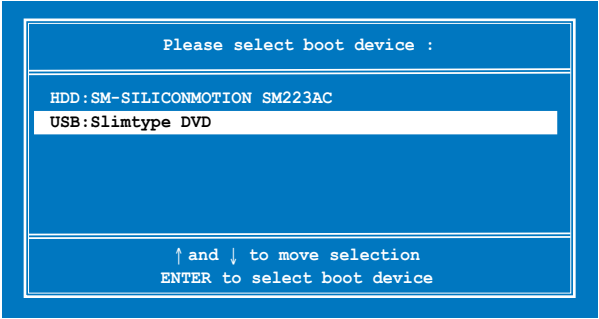 Please select boot device :
HDD:SM-SILICONMOTION SM223AC
USB:Slimtype DVD
↑ and ↓ to move selection
ENTER to select boot device